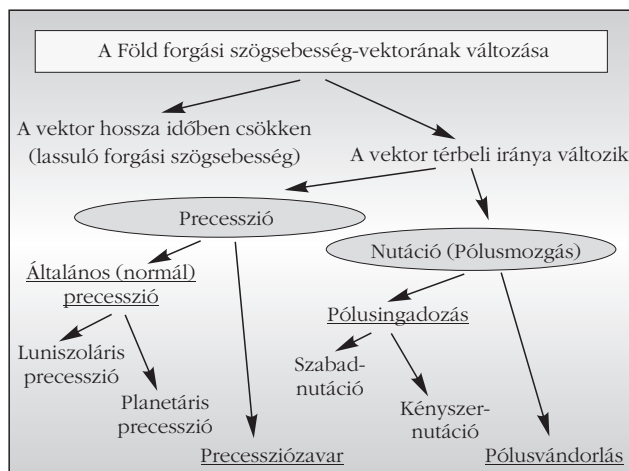 A Föld forgási szögsebesség-vektorának változása
A vektor hossza időben csökken
(lassuló forgási szögsebesség)
A vektor térbeli iránya változik
Precesszió
Nutáció (Pólusmozgás)
Általános (normál)
precesszió
Pólusingadozás
Luniszoláris
precesszió
Szabad-
nutáció
Planetáris
precesszió
Kényszer-
nutáció
Precessziózavar
Pólusvándorlás